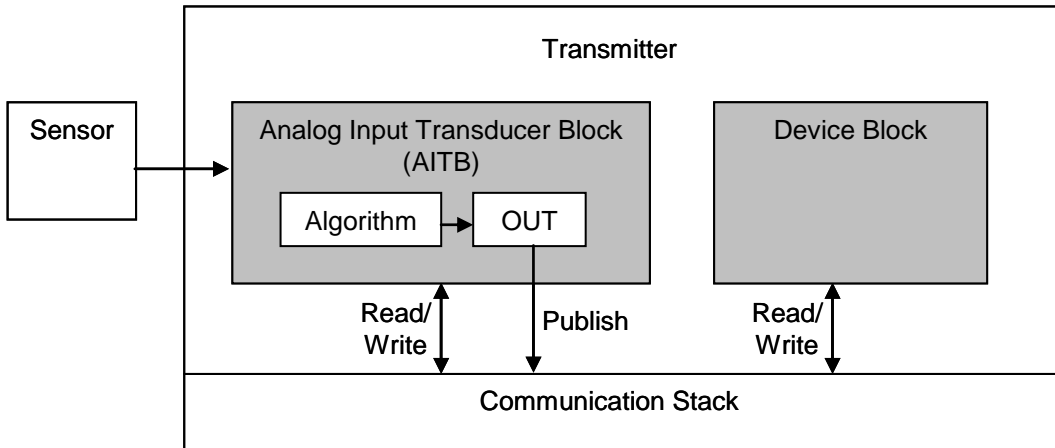 Transmitter
Sensor
Analog Input Transducer Block
(AITB)
Device Block
Algorithm
OUT
Read/
Write
Publish
Read/
Write
Communication Stack